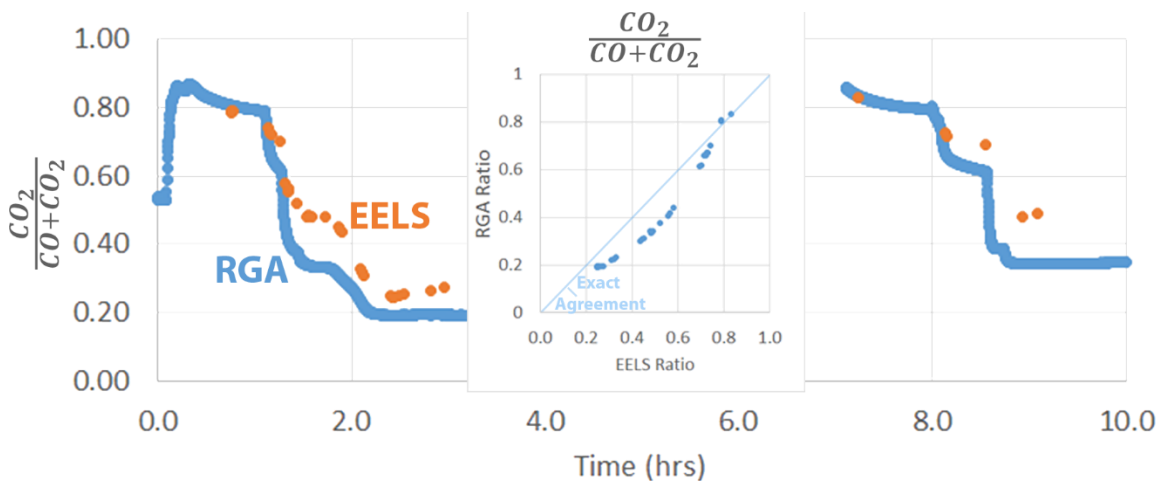 CO₂
CO+CO₂
1.00
0.80
0.60
0.40
0.20
0.00
CO₂
CO+CO₂
EELS
RGA
1
0.8
0.6
0.4
0.2
0
RGA Ratio
Exact
Agreement
0.0 0.2 0.4 0.6 0.8 1.0
EELS Ratio
0.0 2.0 4.0 6.0 8.0 10.0
Time (hrs)